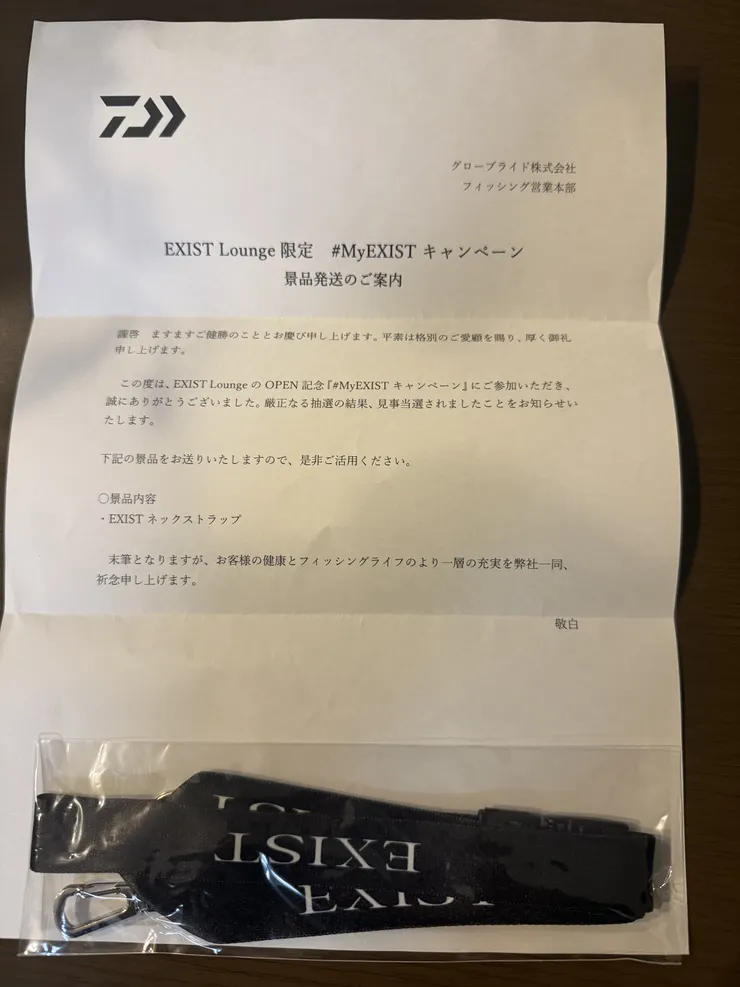 グローブライド株式会社
フィッシング営業本部
EXIST Lounge 限定　#MyEXIST キャンペーン
景品発送のご案内
謹啓　ますますご健勝のこととお慶び申し上げます。平素は格別のご愛顧を賜り、厚く御礼
申し上げます。
この度は、EXIST Lounge の OPEN 記念『#MyEXIST キャンペーン』にご参加いただき、
誠にありがとうございました。厳正なる抽選の結果、見事当選されましたことをお知らせい
たします。
下記の景品をお送りいたしますので、是非ご活用ください。
〇景品内容
・EXIST ネックストラップ
末筆となりますが、お客様の健康とフィッシングライフのより一層の充実を弊社一同、
祈念申し上げます。
敬白
EXIST
EXIST